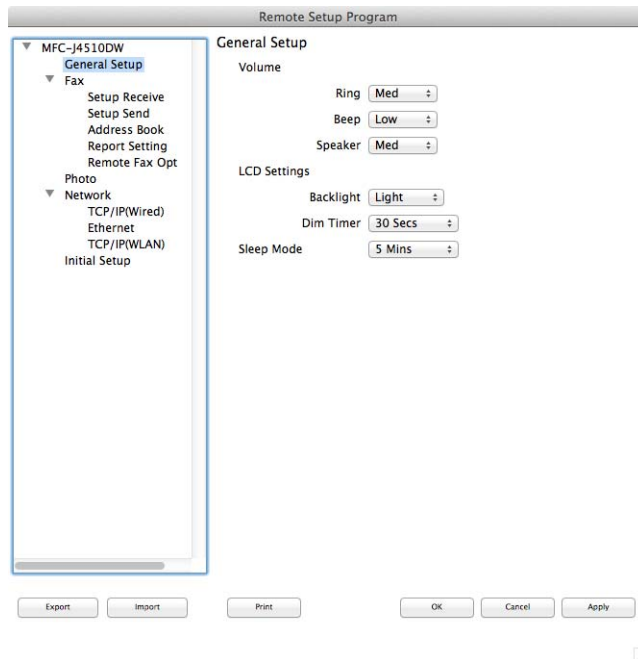 Remote Setup Program
MFC-J4510DW
General Setup
Fax
Setup Receive
Setup Send
Address Book
Report Setting
Remote Fax Opt
Photo
Network
TCP/IP(Wired)
Ethernet
TCP/IP(WLAN)
Initial Setup
General Setup
Volume
Ring Med
Beep Low
Speaker Med
LCD Settings
Backlight Light
Dim Timer 30 Secs
Sleep Mode 5 Mins
Export Import Print OK Cancel Apply